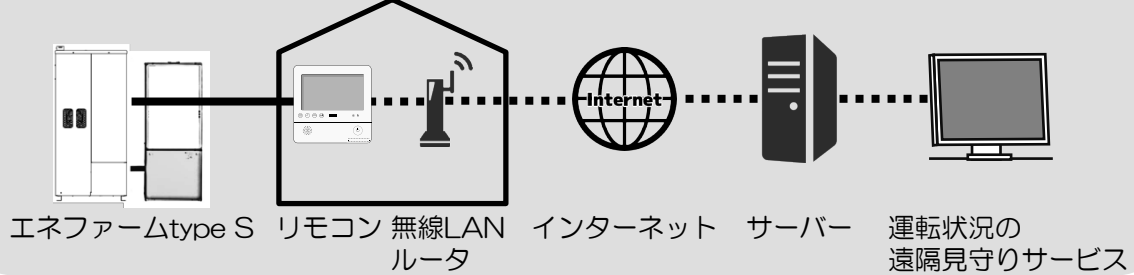 Internet
エネファームtype S
リモコン
無線LAN
ルータ
インターネット
サーバー
運転状況の
遠隔見守りサービス